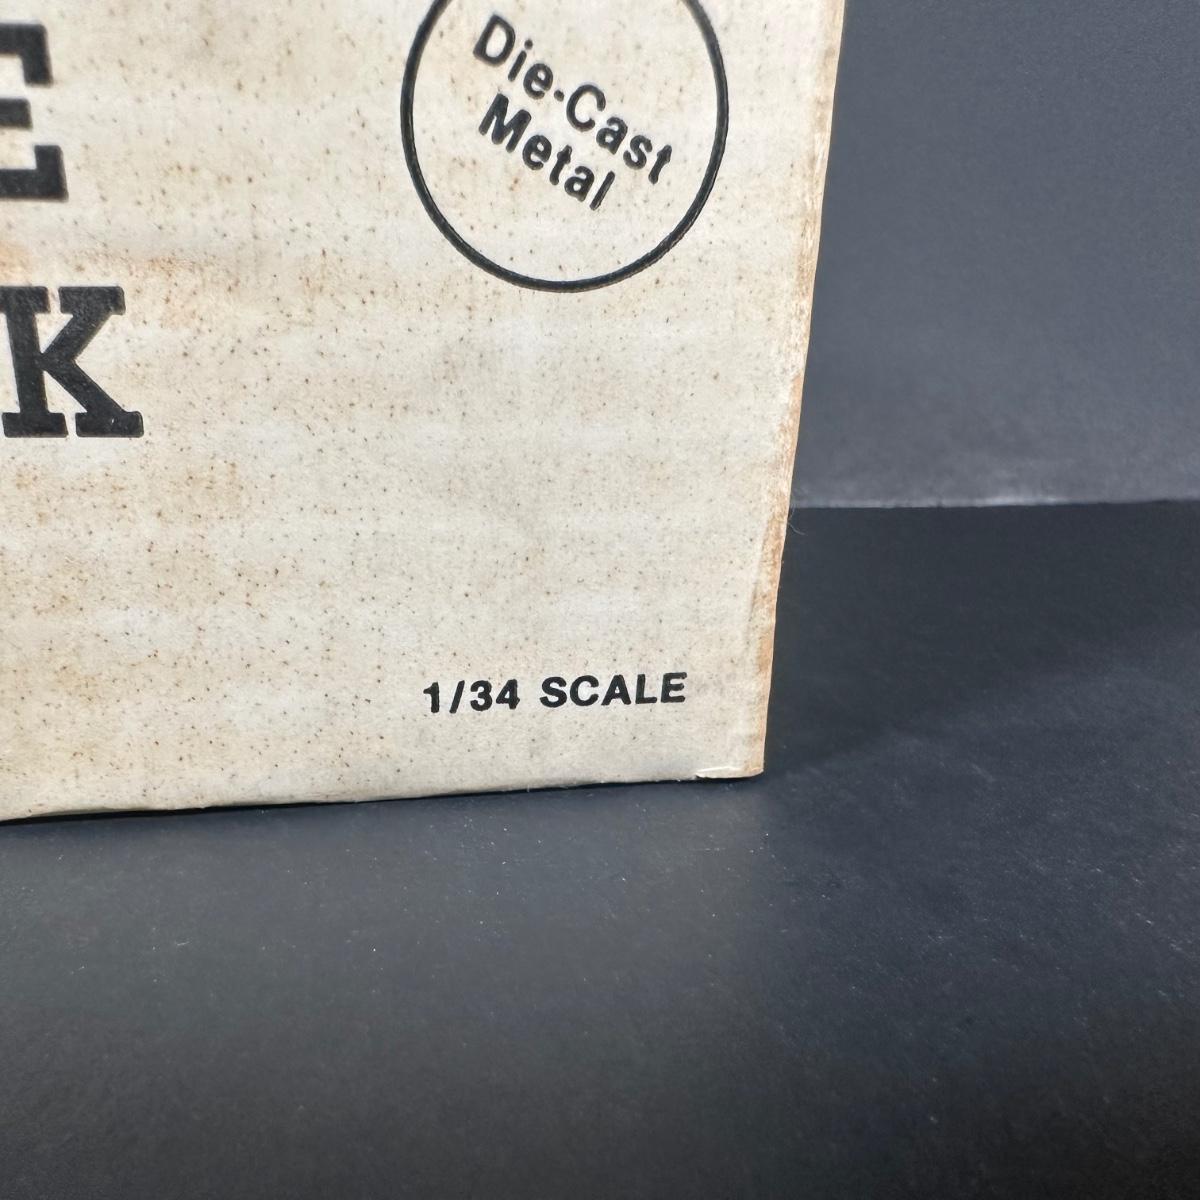 E
Die-Cast
Metal
K
1/34 SCALE